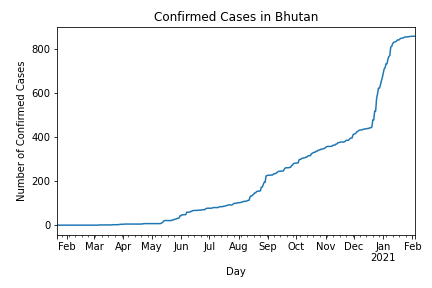 Confirmed Cases in Bhutan
Number of Confirmed Cases
800
600
400
200
0
Feb Mar Apr May Jun Jul Aug Sep Oct Nov Dec Jan Feb
2021
Day